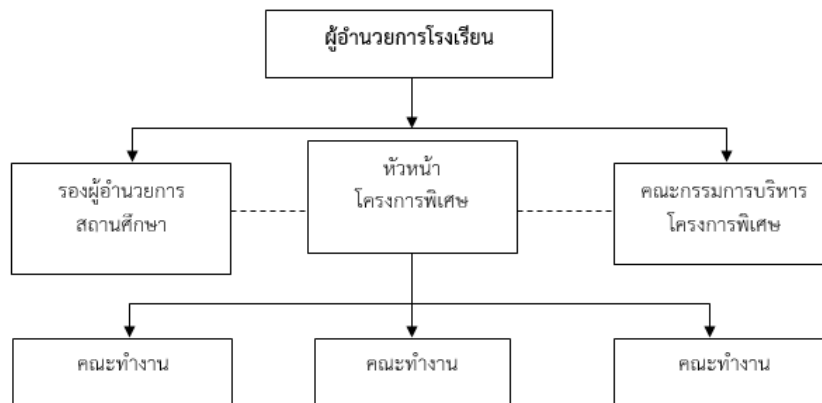 ผู้อำนวยการโรงเรียน
รองผู้อำนวยการ
สถานศึกษา
หัวหน้า
โครงการพิเศษ
คณะกรรมการบริหาร
โครงการพิเศษ
คณะทำงาน
คณะทำงาน
คณะทำงาน